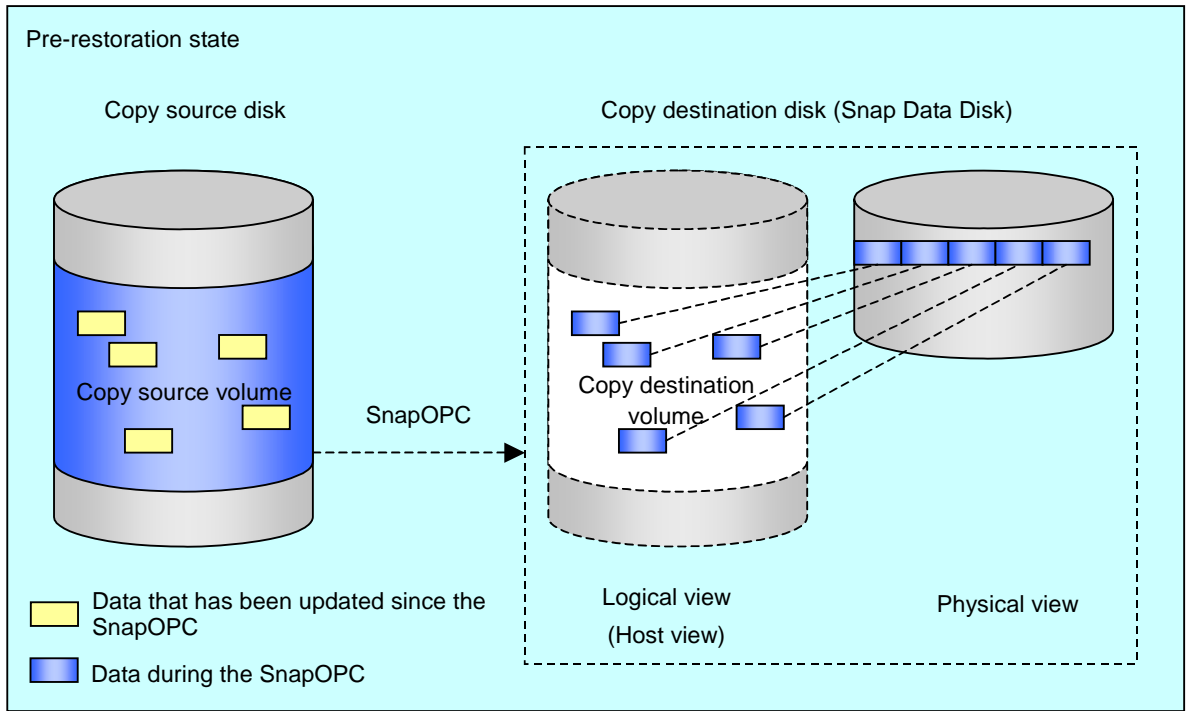 Pre-restoration state
Copy source disk
Copy destination disk (Snap Data Disk)
Copy source volume
SnapOPC
Copy destination
volume
Data that has been updated since the
SnapOPC
Data during the SnapOPC
Logical view
(Host view)
Physical view